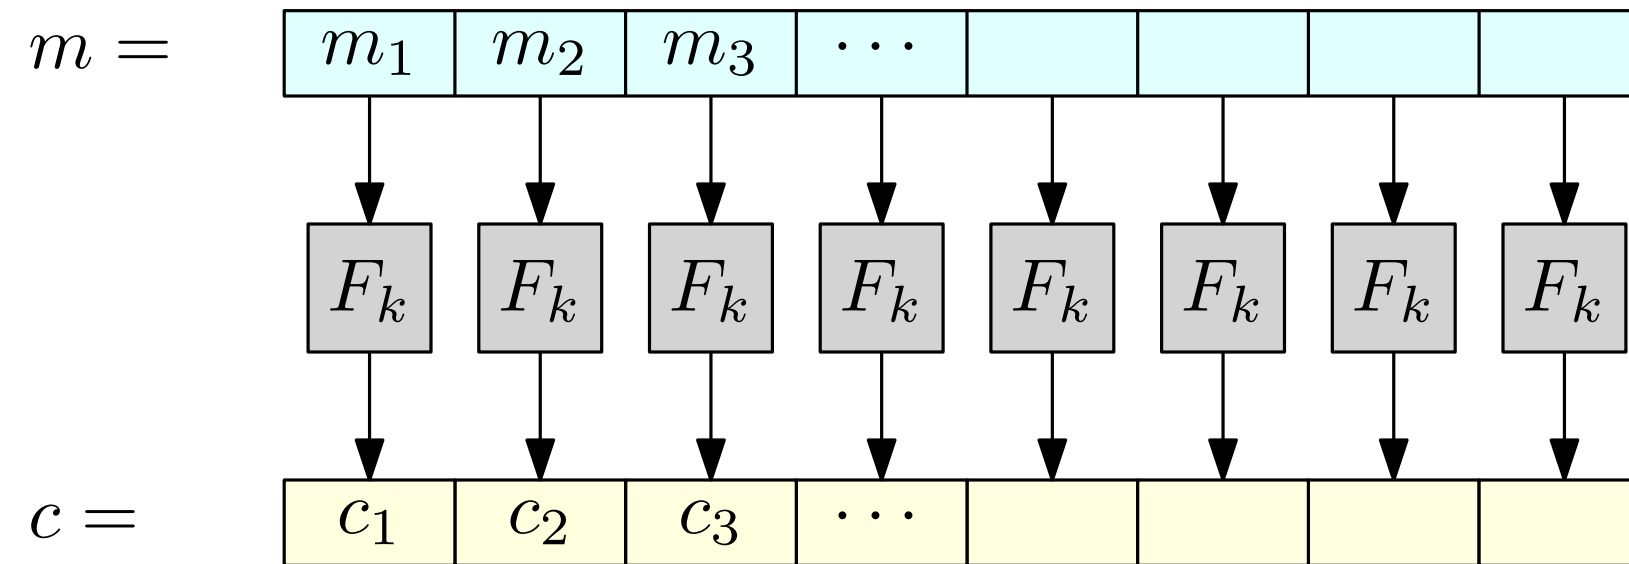 m = m₁ m₂ m₃ ⋯
Fₖ Fₖ Fₖ Fₖ Fₖ Fₖ Fₖ Fₖ
c = c₁ c₂ c₃ ⋯